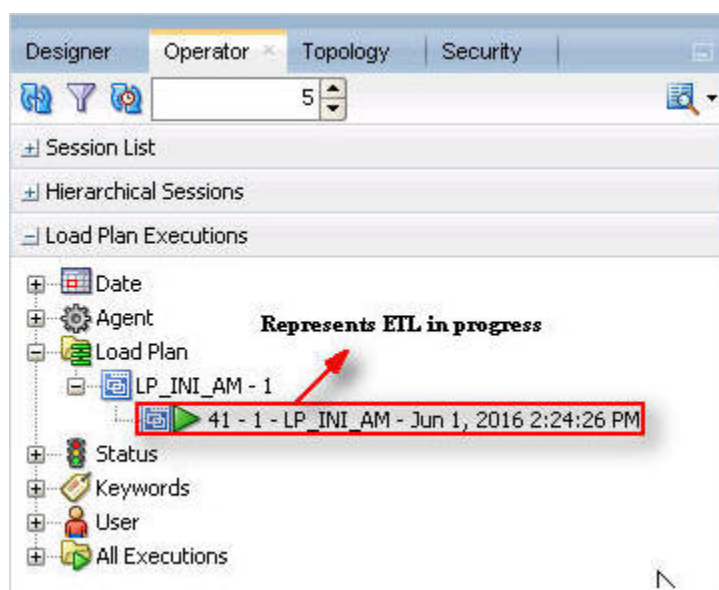 Designer Operator Topology Security
5
Session List
Hierarchical Sessions
Load Plan Executions
Date
Agent
Represents ETL in progress
Load Plan
LP_INI_AM - 1
41 - 1 - LP_INI_AM - Jun 1, 2016 2:24:26 PM
Status
Keywords
User
All Executions